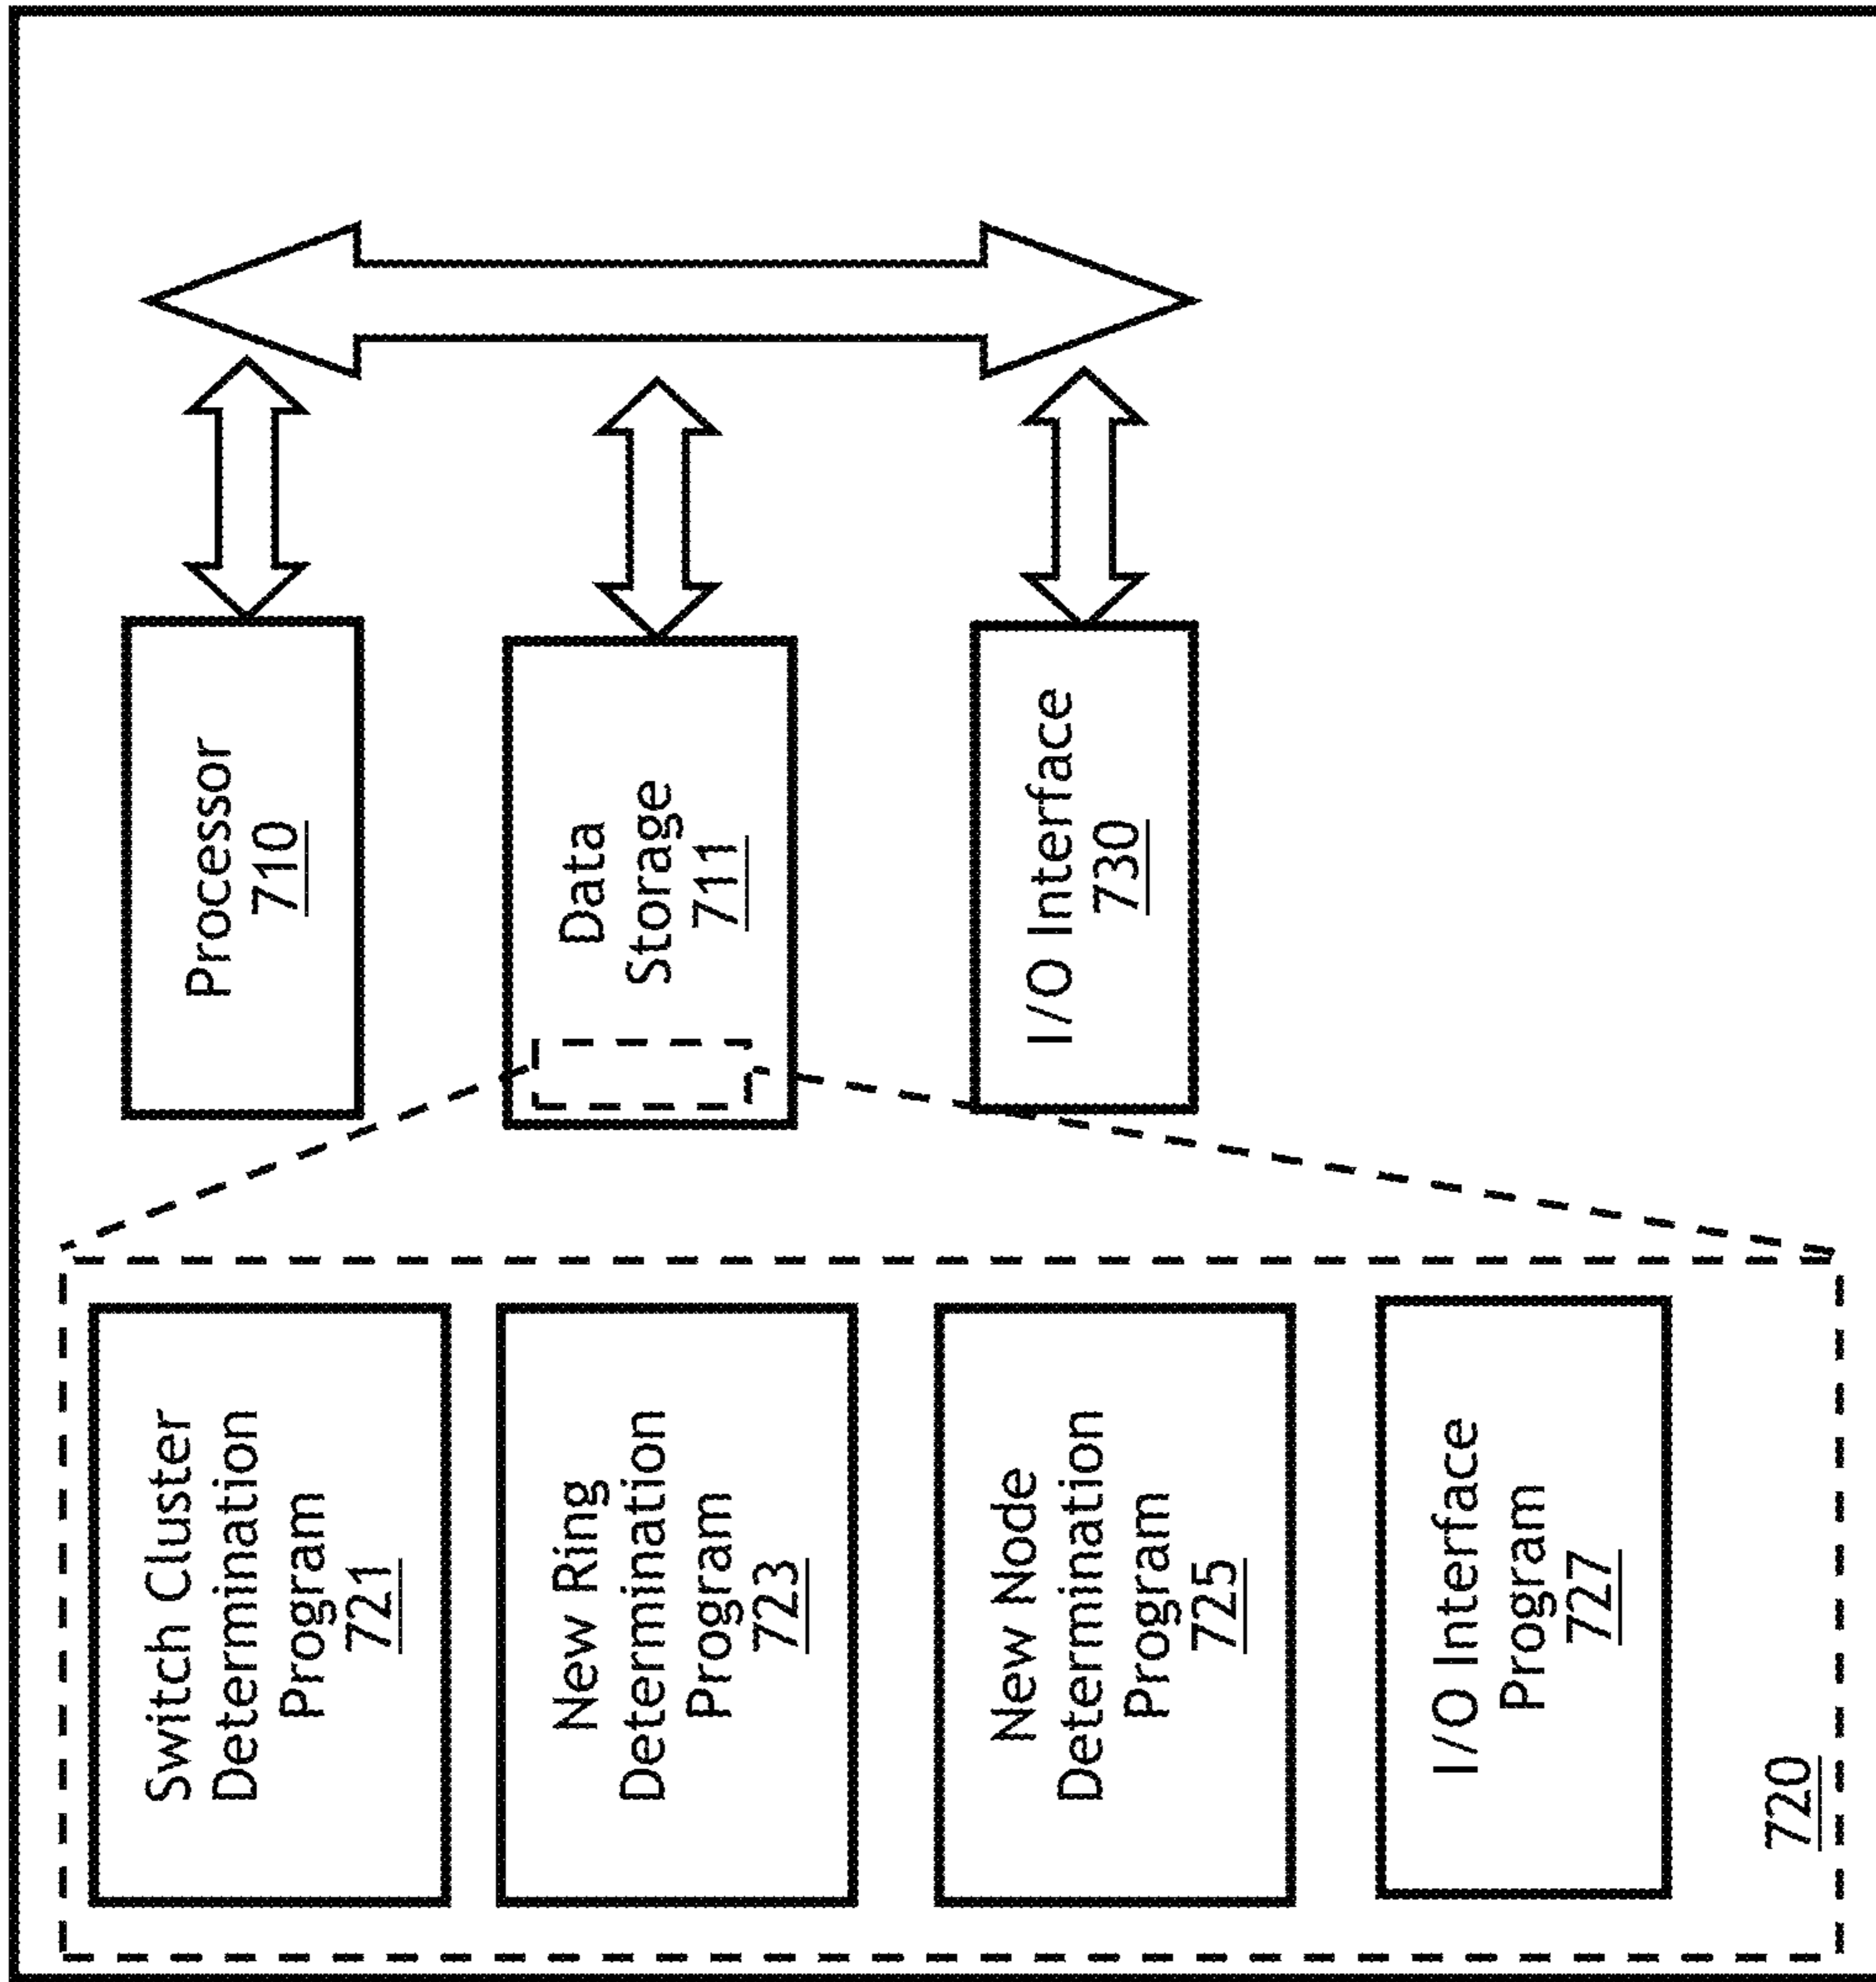 Processor
710
Data
Storage
711
I/O Interface
730
Switch Cluster
Determination
Program
721
New Ring
Determination
Program
723
New Node
Determination
Program
725
I/O Interface
Program
727
720